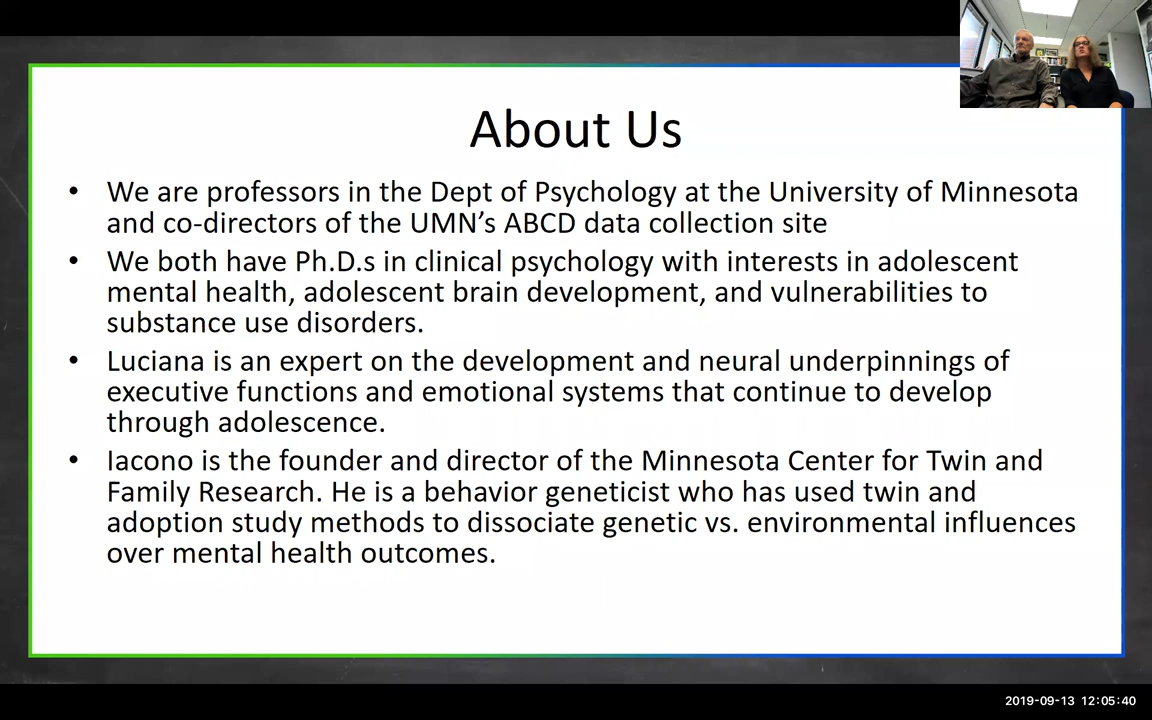 About Us
• We are professors in the Dept of Psychology at the University of Minnesota
and co-directors of the UMN’s ABCD data collection site
• We both have Ph.D.s in clinical psychology with interests in adolescent
mental health, adolescent brain development, and vulnerabilities to
substance use disorders.
• Luciana is an expert on the development and neural underpinnings of
executive functions and emotional systems that continue to develop
through adolescence.
• Iacono is the founder and director of the Minnesota Center for Twin and
Family Research. He is a behavior geneticist who has used twin and
adoption study methods to dissociate genetic vs. environmental influences
over mental health outcomes.
2019-09-13 12:05:40